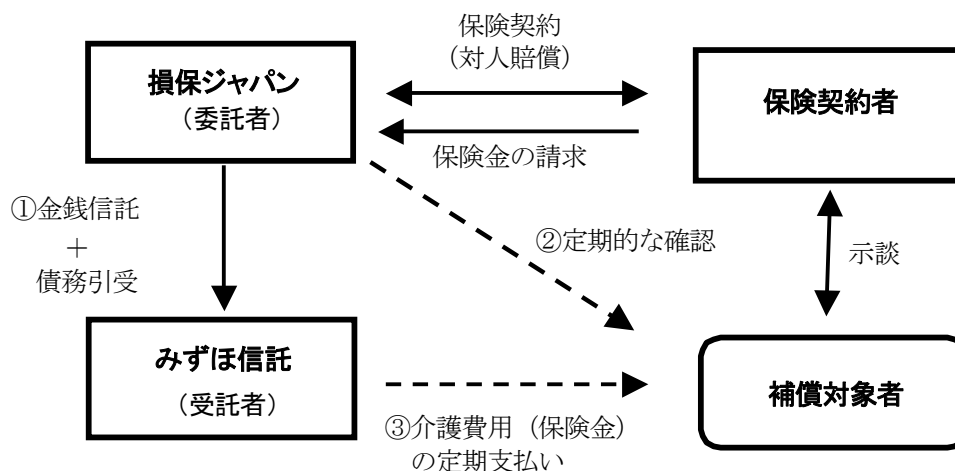 保険契約
（対人賠償）
損保ジャパン
（委託者）
保険契約者
保険金の請求
①金銭信託
＋
債務引受
②定期的な確認
示談
みずほ信託
（受託者）
補償対象者
③介護費用（保険金）
の定期支払い